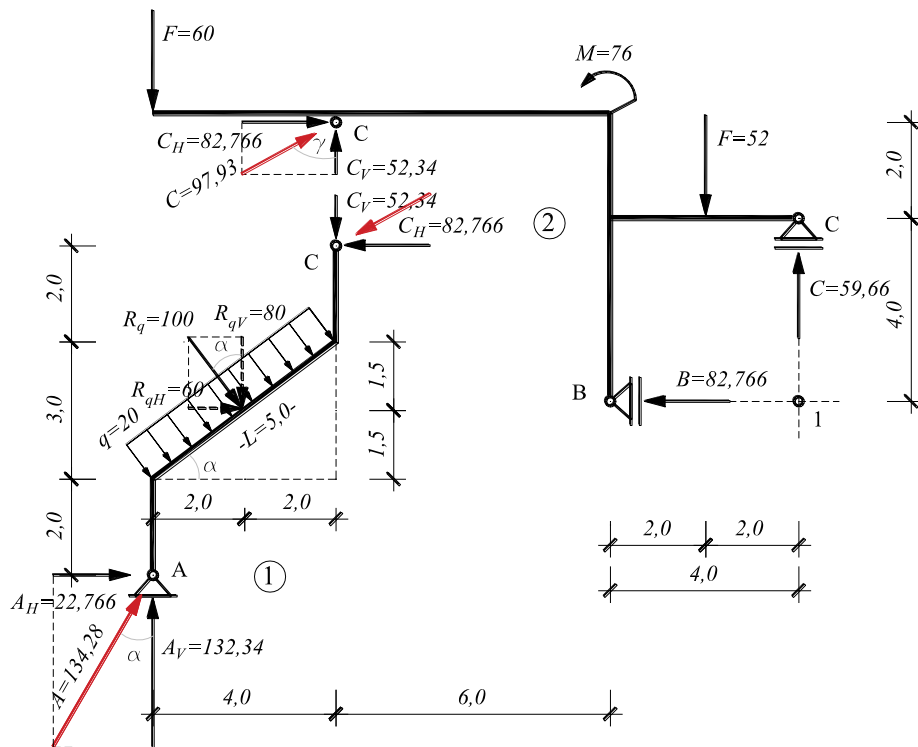 F=60
M=76
C
C_H=82,766
γ
F=52
2,0
C=97,93
C_V=52,34
C_V=52,34
C
2
C_H=82,766
C
2,0
C=59,66
4,0
R_q=100
R_qV=80
α
R_qH=60
1,5
B
B=82,766
1
3,0
q=20
-L=5,0-
1,5
α
2,0
2,0
2,0
2,0
2,0
A
1
4,0
A_H=22,766
A=134,28
α
A_V=132,34
4,0
6,0